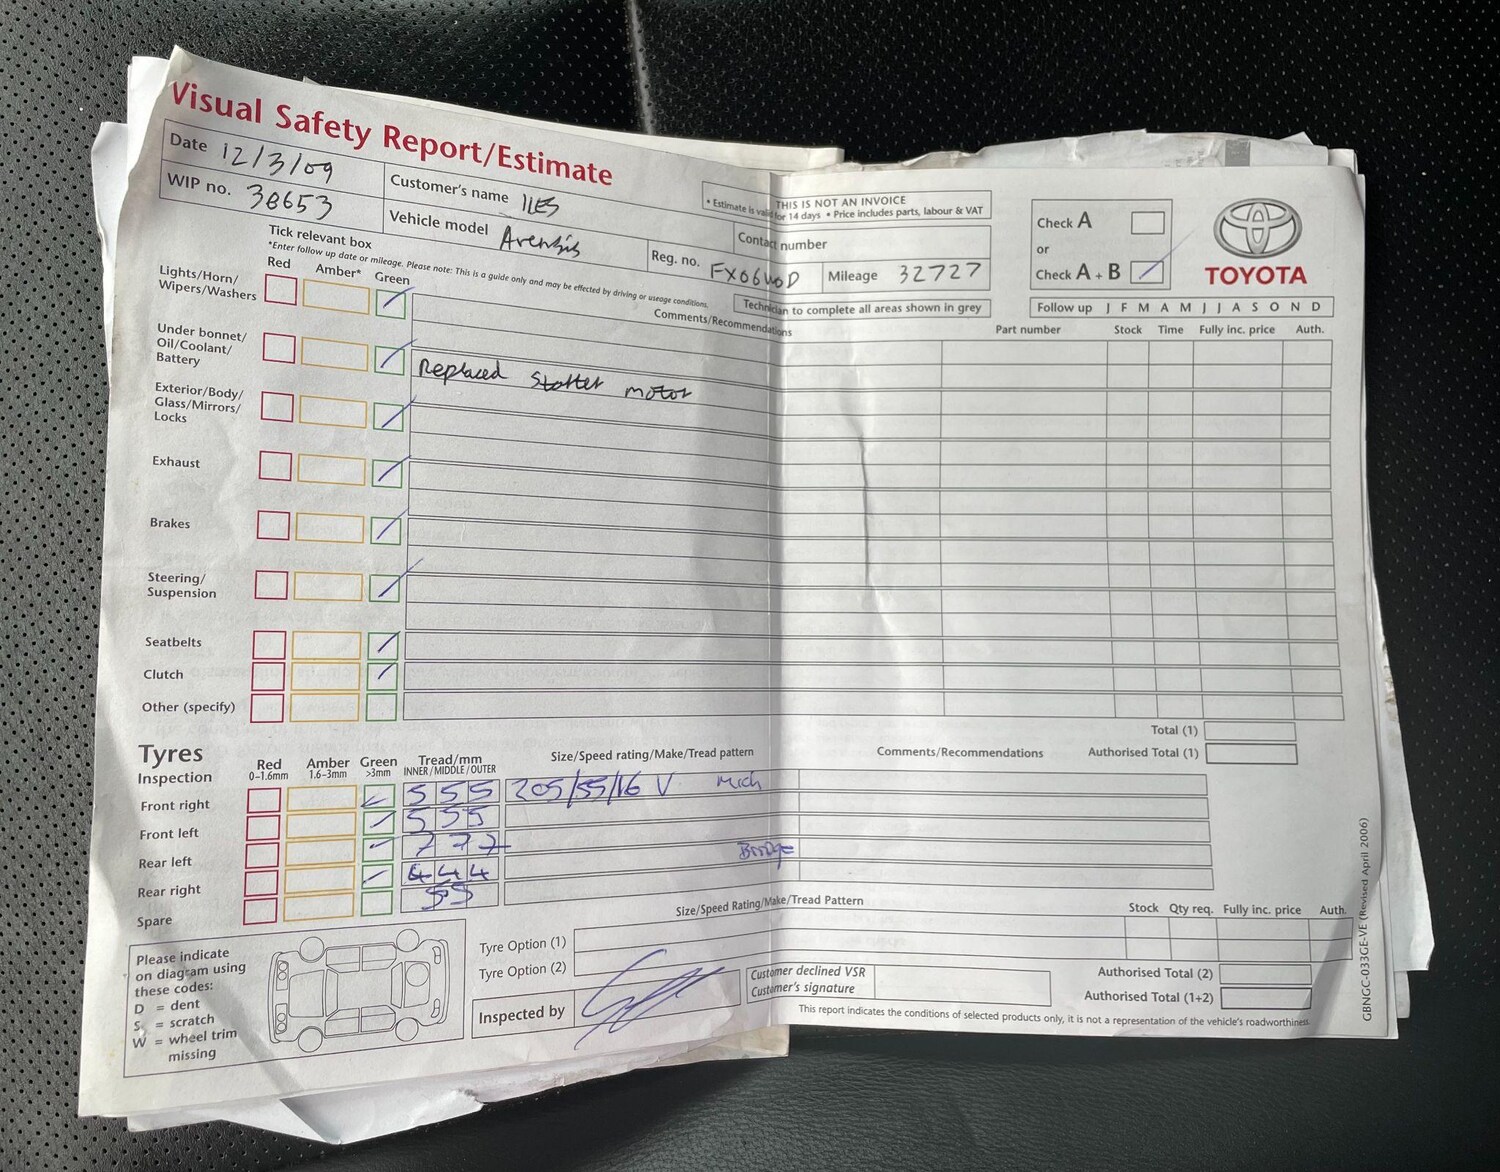 Visual Safety Report/Estimate
Date 12/3/09
Customer's name ILES
THIS IS NOT AN INVOICE
• Estimate is valid for 14 days • Price includes parts, labour & VAT
WIP no. 38653
Vehicle model Avensis
Contact number
Reg. no. FX06
Mileage 32727
Check A
or
Check A + B
TOYOTA
Tick relevant box
*Enter follow up date or mileage. Please note: This is a guide only and may be effected by driving or useage conditions.
Technician to complete all areas shown in grey
Follow up J F M A M J J A S O N D
Red Amber* Green
Comments/Recommendations
Part number Stock Time Fully inc. price Auth.
Lights/Horn/
Wipers/Washers
Under bonnet/
Oil/Coolant/
Battery
Replaced Starter motor
Exterior/Body/
Glass/Mirrors/
Locks
Exhaust
Brakes
Steering/
Suspension
Seatbelts
Clutch
Other (specify)
Total (1)
Authorised Total (1)
Tyres
Inspection
Red
0–1.6mm
Amber
1.6–3mm
Green
>3mm
Tread/mm
INNER/MIDDLE/OUTER
Size/Speed rating/Make/Tread pattern
Comments/Recommendations
Front right 5 5 5 205/55/16 V Mich
Front left 5 5 5
Rear left 7 7 7
Rear right 4 4 4 Bridge
Spare 5 5
Size/Speed Rating/Make/Tread Pattern
Stock Qty req. Fully inc. price Auth.
Please indicate
on diagram using
these codes:
D = dent
S = scratch
W = wheel trim
missing
Tyre Option (1)
Tyre Option (2)
Inspected by
Customer declined VSR
Customer's signature
Authorised Total (2)
Authorised Total (1+2)
This report indicates the conditions of selected products only, it is not a representation of the vehicle's roadworthiness.
GBNGC-033GE-VE (Revised April 2006)